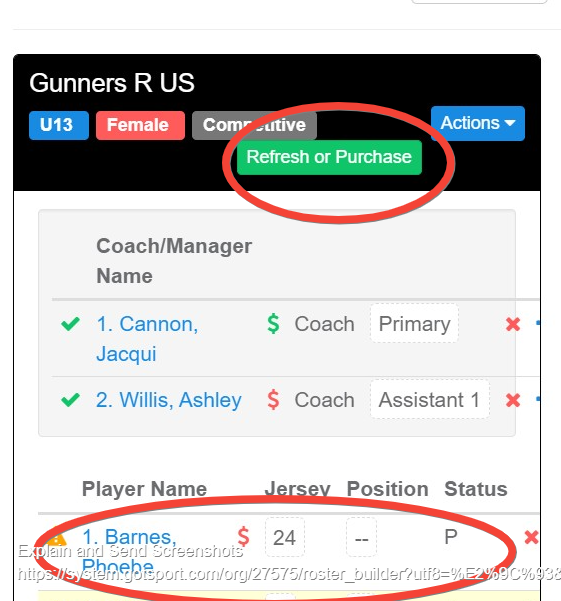 Gunners R US
U13 Female Competitive Actions
Refresh or Purchase
Coach/Manager
Name
1. Cannon, $ Coach Primary
Jacqui
2. Willis, Ashley $ Coach Assistant 1
Player Name Jersey Position Status
1. Barnes, $ 24 -- P
Explain and Send Screenshots
Phoebe
https://system.gotsport.com/org/27575/roster_builder?utf8=%E2%9C%938